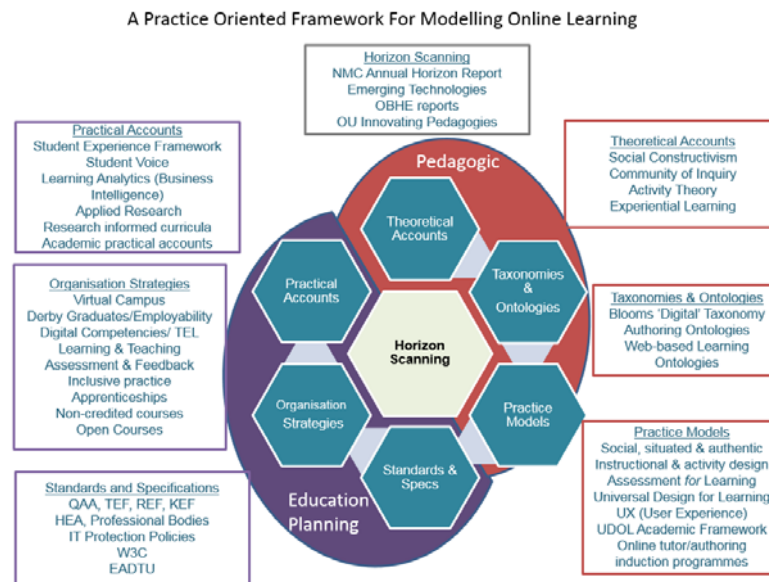 A Practice Oriented Framework For Modelling Online Learning
Horizon Scanning
NMC Annual Horizon Report
Emerging Technologies
OBHE reports
OU Innovating Pedagogies
Practical Accounts
Student Experience Framework
Student Voice
Learning Analytics (Business
Intelligence)
Applied Research
Research informed curricula
Academic practical accounts
Organisation Strategies
Virtual Campus
Derby Graduates/Employability
Digital Competencies/ TEL
Learning & Teaching
Assessment & Feedback
Inclusive practice
Apprenticeships
Non-credited courses
Open Courses
Standards and Specifications
QAA, TEF, REF, KEF
HEA, Professional Bodies
IT Protection Policies
W3C
EADTU
Pedagogic
Theoretical
Accounts
Practical
Accounts
Taxonomies
&
Ontologies
Horizon
Scanning
Organisation
Strategies
Practice
Models
Standards &
Specs
Education
Planning
Theoretical Accounts
Social Constructivism
Community of Inquiry
Activity Theory
Experiential Learning
Taxonomies & Ontologies
Blooms 'Digital' Taxonomy
Authoring Ontologies
Web-based Learning
Ontologies
Practice Models
Social, situated & authentic
Instructional & activity design
Assessment for Learning
Universal Design for Learning
UX (User Experience)
UDOL Academic Framework
Online tutor/authoring
induction programmes